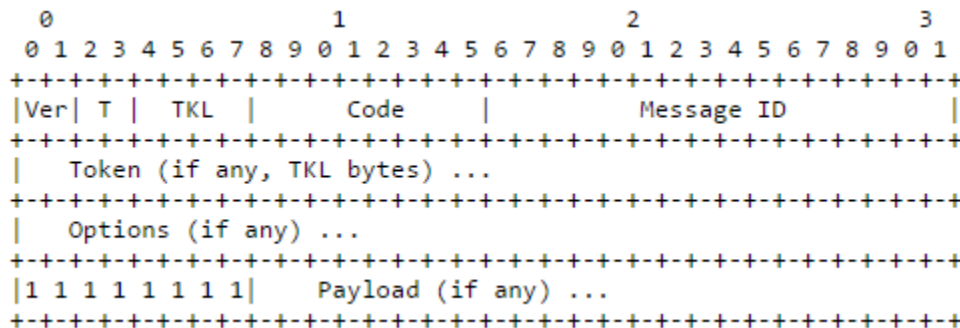 0                   1                   2                   3
 0 1 2 3 4 5 6 7 8 9 0 1 2 3 4 5 6 7 8 9 0 1 2 3 4 5 6 7 8 9 0 1
+-+-+-+-+-+-+-+-+-+-+-+-+-+-+-+-+-+-+-+-+-+-+-+-+-+-+-+-+-+-+-+-+
|Ver| T |  TKL  |      Code     |          Message ID           |
+-+-+-+-+-+-+-+-+-+-+-+-+-+-+-+-+-+-+-+-+-+-+-+-+-+-+-+-+-+-+-+-+
|   Token (if any, TKL bytes) ...
+-+-+-+-+-+-+-+-+-+-+-+-+-+-+-+-+-+-+-+-+-+-+-+-+-+-+-+-+-+-+-+-+
|   Options (if any) ...
+-+-+-+-+-+-+-+-+-+-+-+-+-+-+-+-+-+-+-+-+-+-+-+-+-+-+-+-+-+-+-+-+
|1 1 1 1 1 1 1 1|    Payload (if any) ...
+-+-+-+-+-+-+-+-+-+-+-+-+-+-+-+-+-+-+-+-+-+-+-+-+-+-+-+-+-+-+-+-+